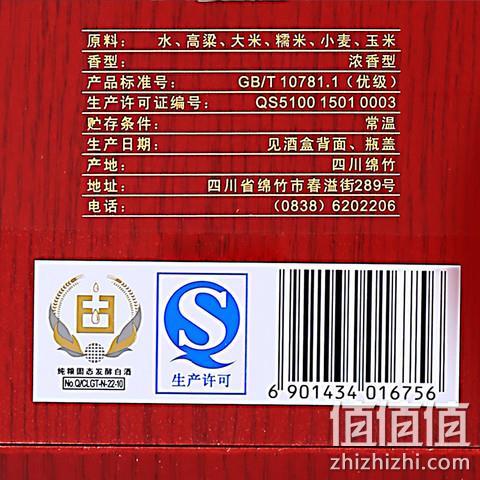 原料： 水、高粱、大米、糯米、小麦、玉米
香型： 浓香型
产品标准号： GB/T 10781.1（优级）
生产许可证编号： QS5100 1501 0003
贮存条件： 常温
生产日期： 见酒盒背面、瓶盖
产地： 四川绵竹
地址： 四川省绵竹市春溢街289号
电话： （0838）6202206
纯粮固态发酵白酒
No Q/CLGT-N-22-10
生产许可
6 901434 016756
值值值
zhizhizhi.com